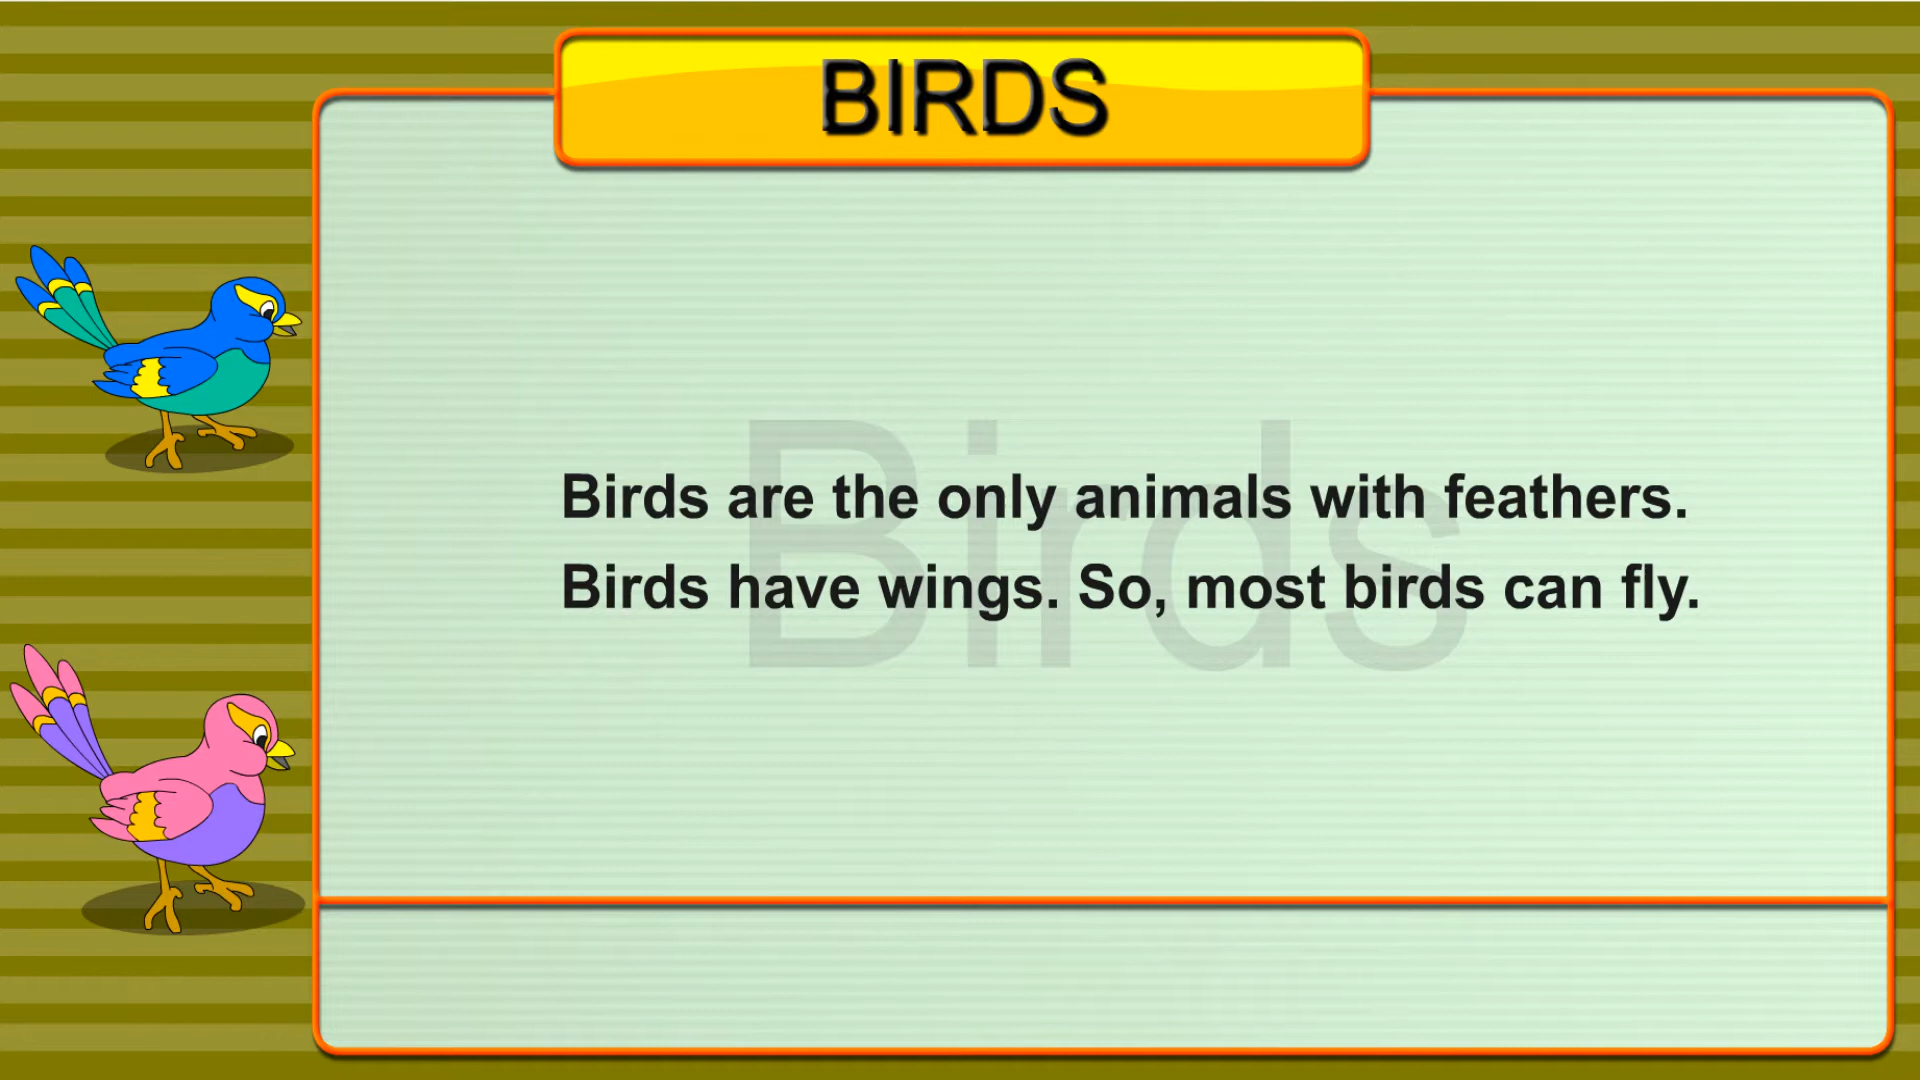 BIRDS
Birds
Birds are the only animals with feathers.
Birds have wings. So, most birds can fly.